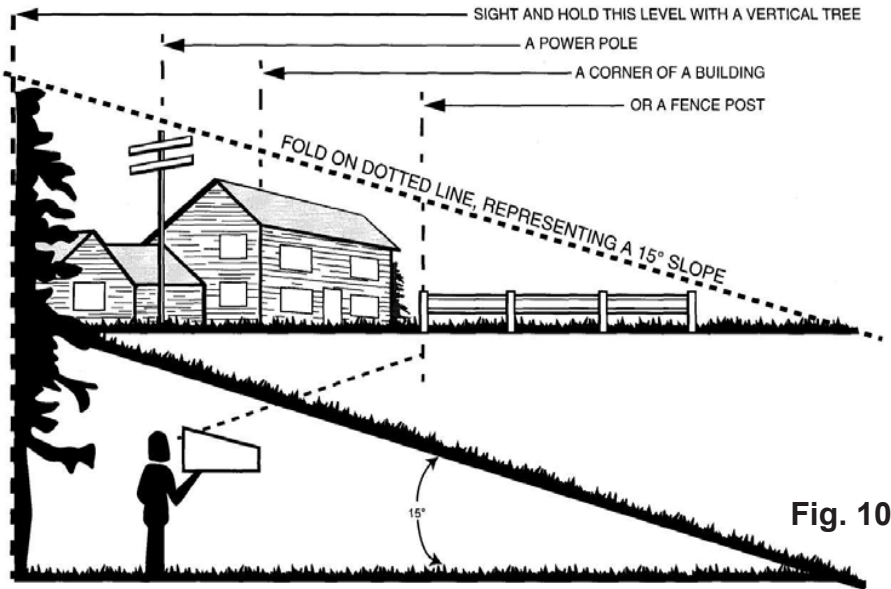 SIGHT AND HOLD THIS LEVEL WITH A VERTICAL TREE
A POWER POLE
A CORNER OF A BUILDING
OR A FENCE POST
FOLD ON DOTTED LINE, REPRESENTING A 15° SLOPE
15°
Fig. 10